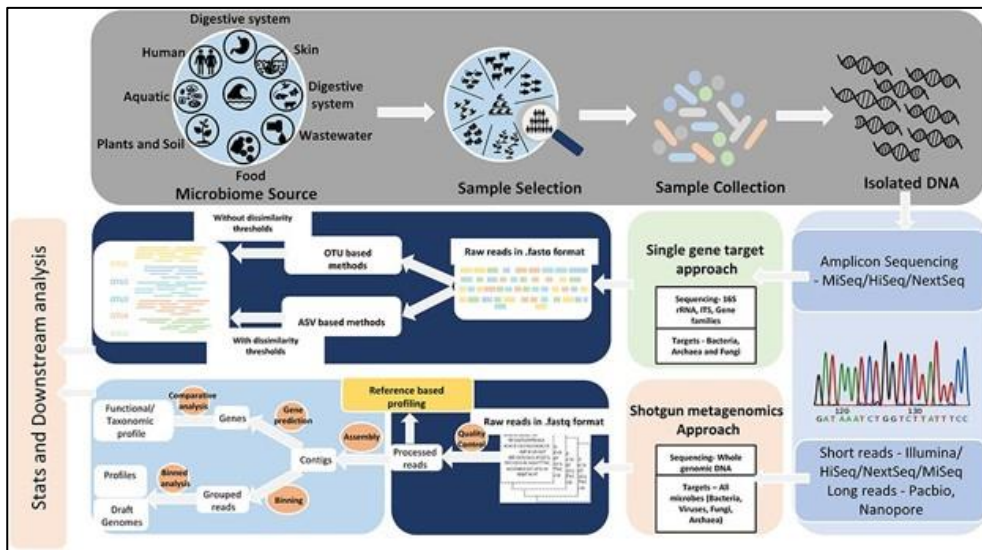 Digestive system
Human
Skin
Aquatic
Digestive
system
Plants and Soil
Wastewater
Food
Microbiome Source
Sample Selection
Sample Collection
Isolated DNA
Stats and Downstream analysis
Without dissimilarity
thresholds
OTU based
methods
ASV based methods
With dissimilarity
thresholds
Raw reads in .fastq format
Single gene target
approach
Sequencing- 16S
rRNA, ITS, Gene
families
Targets - Bacteria,
Archaea and Fungi
Amplicon Sequencing
- MiSeq/HiSeq/NextSeq
120
130
GAT AAAT CTGGTCTTATTTCC
Functional/
Taxonomic
profile
Comparative
analysis
Genes
Gene
prediction
Contigs
Assembly
Reference based
profiling
Processed
reads
Quality
Control
Raw reads in .fastq format
Profiles
Binned
analysis
Grouped
reads
Binning
Draft
Genomes
Shotgun metagenomics
Approach
Sequencing- Whole
genomic DNA
Targets – All
microbes (Bacteria,
Viruses, Fungi,
Archaea)
Short reads - Illumina/
HiSeq/NextSeq/MiSeq
Long reads - Pacbio,
Nanopore